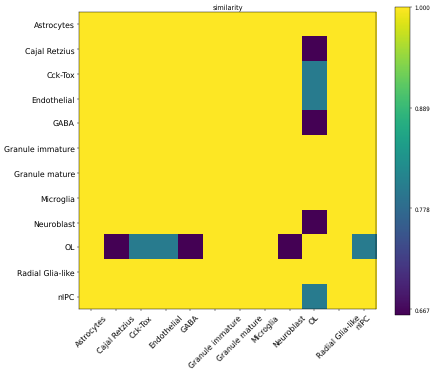 similarity
Astrocytes
Cajal Retzius
Cck-Tox
Endothelial
GABA
Granule immature
Granule mature
Microglia
Neuroblast
OL
Radial Glia-like
nIPC
Astrocytes
Cajal Retzius
Cck-Tox
Endothelial
GABA
Granule immature
Granule mature
Microglia
Neuroblast
OL
Radial Glia-like
nIPC
1.000
0.889
0.778
0.667